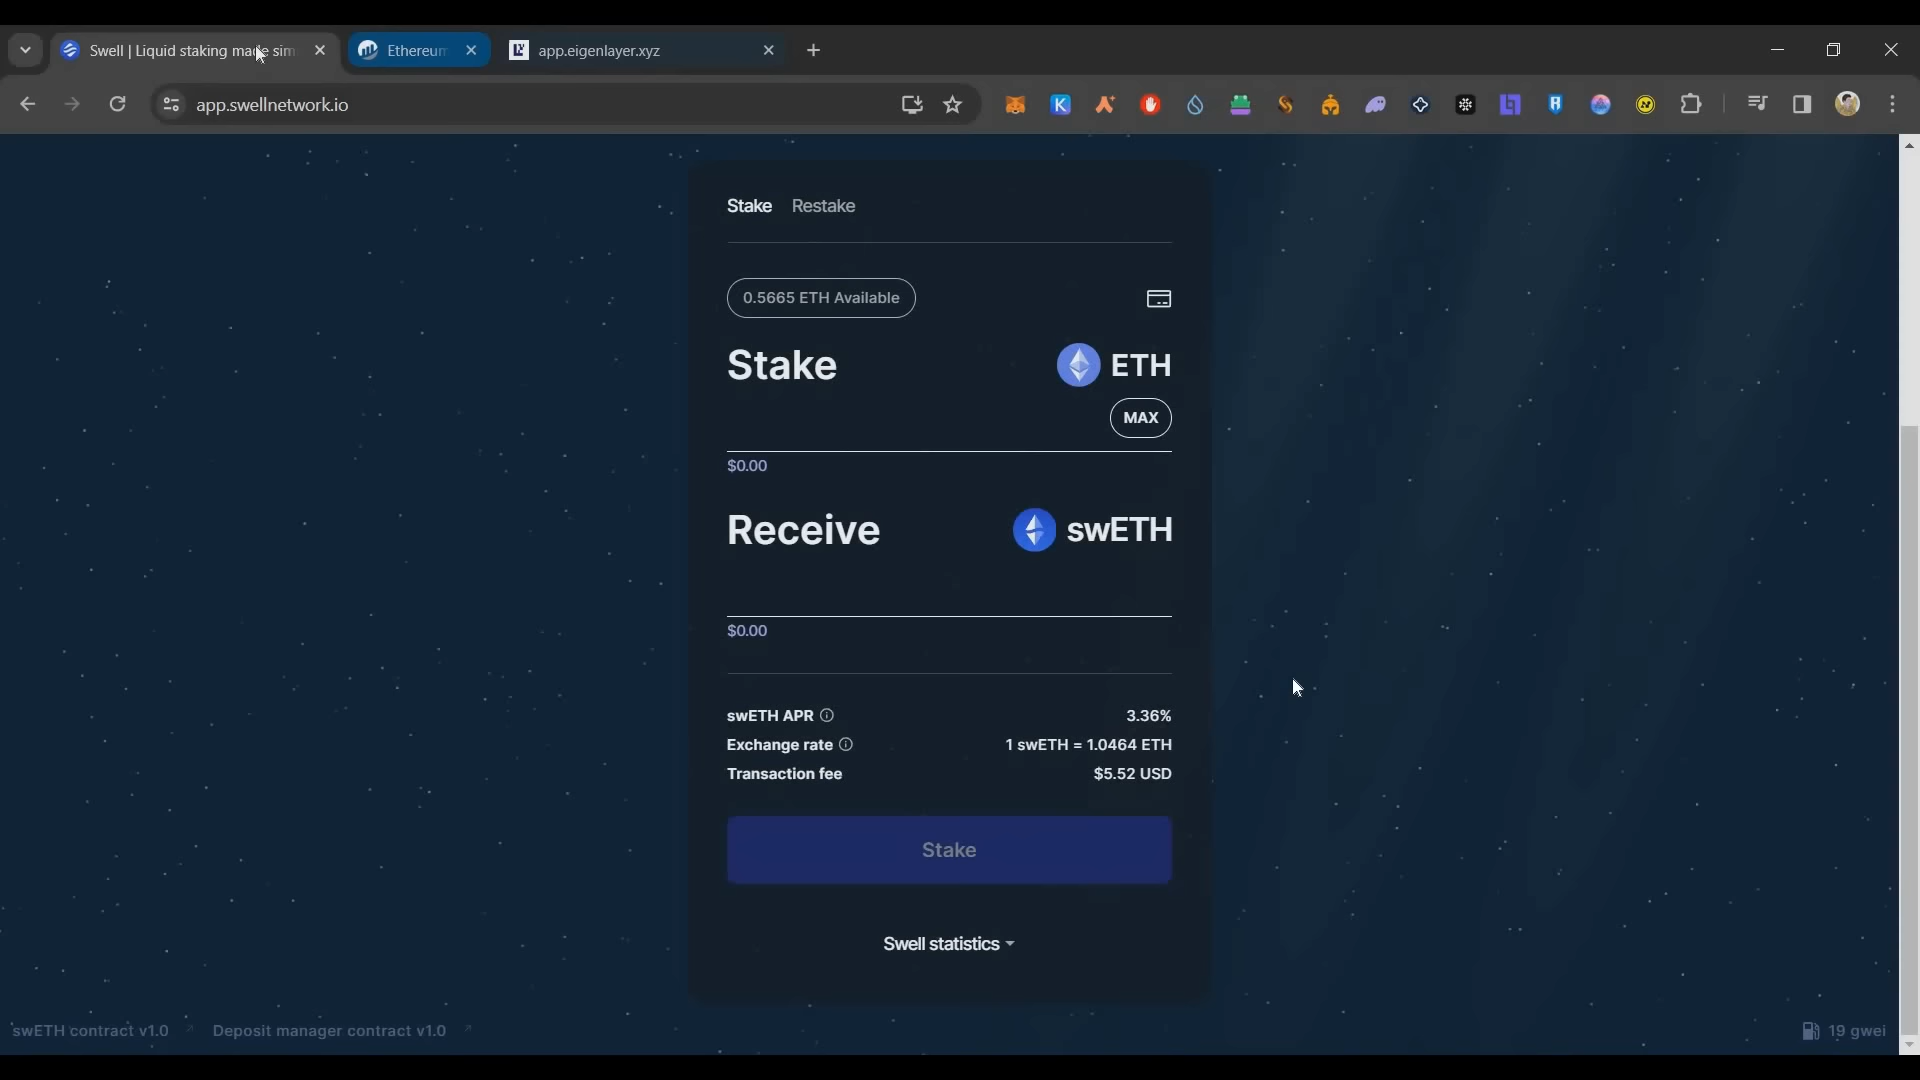 Swell | Liquid staking made sim
Ethereum
app.eigenlayer.xyz
app.swellnetwork.io
Stake
Restake
0.5665 ETH Available
Stake
ETH
MAX
$0.00
Receive
swETH
$0.00
swETH APR
3.36%
Exchange rate
1 swETH = 1.0464 ETH
Transaction fee
$5.52 USD
Stake
Swell statistics
swETH contract v1.0
Deposit manager contract v1.0
19 gwei